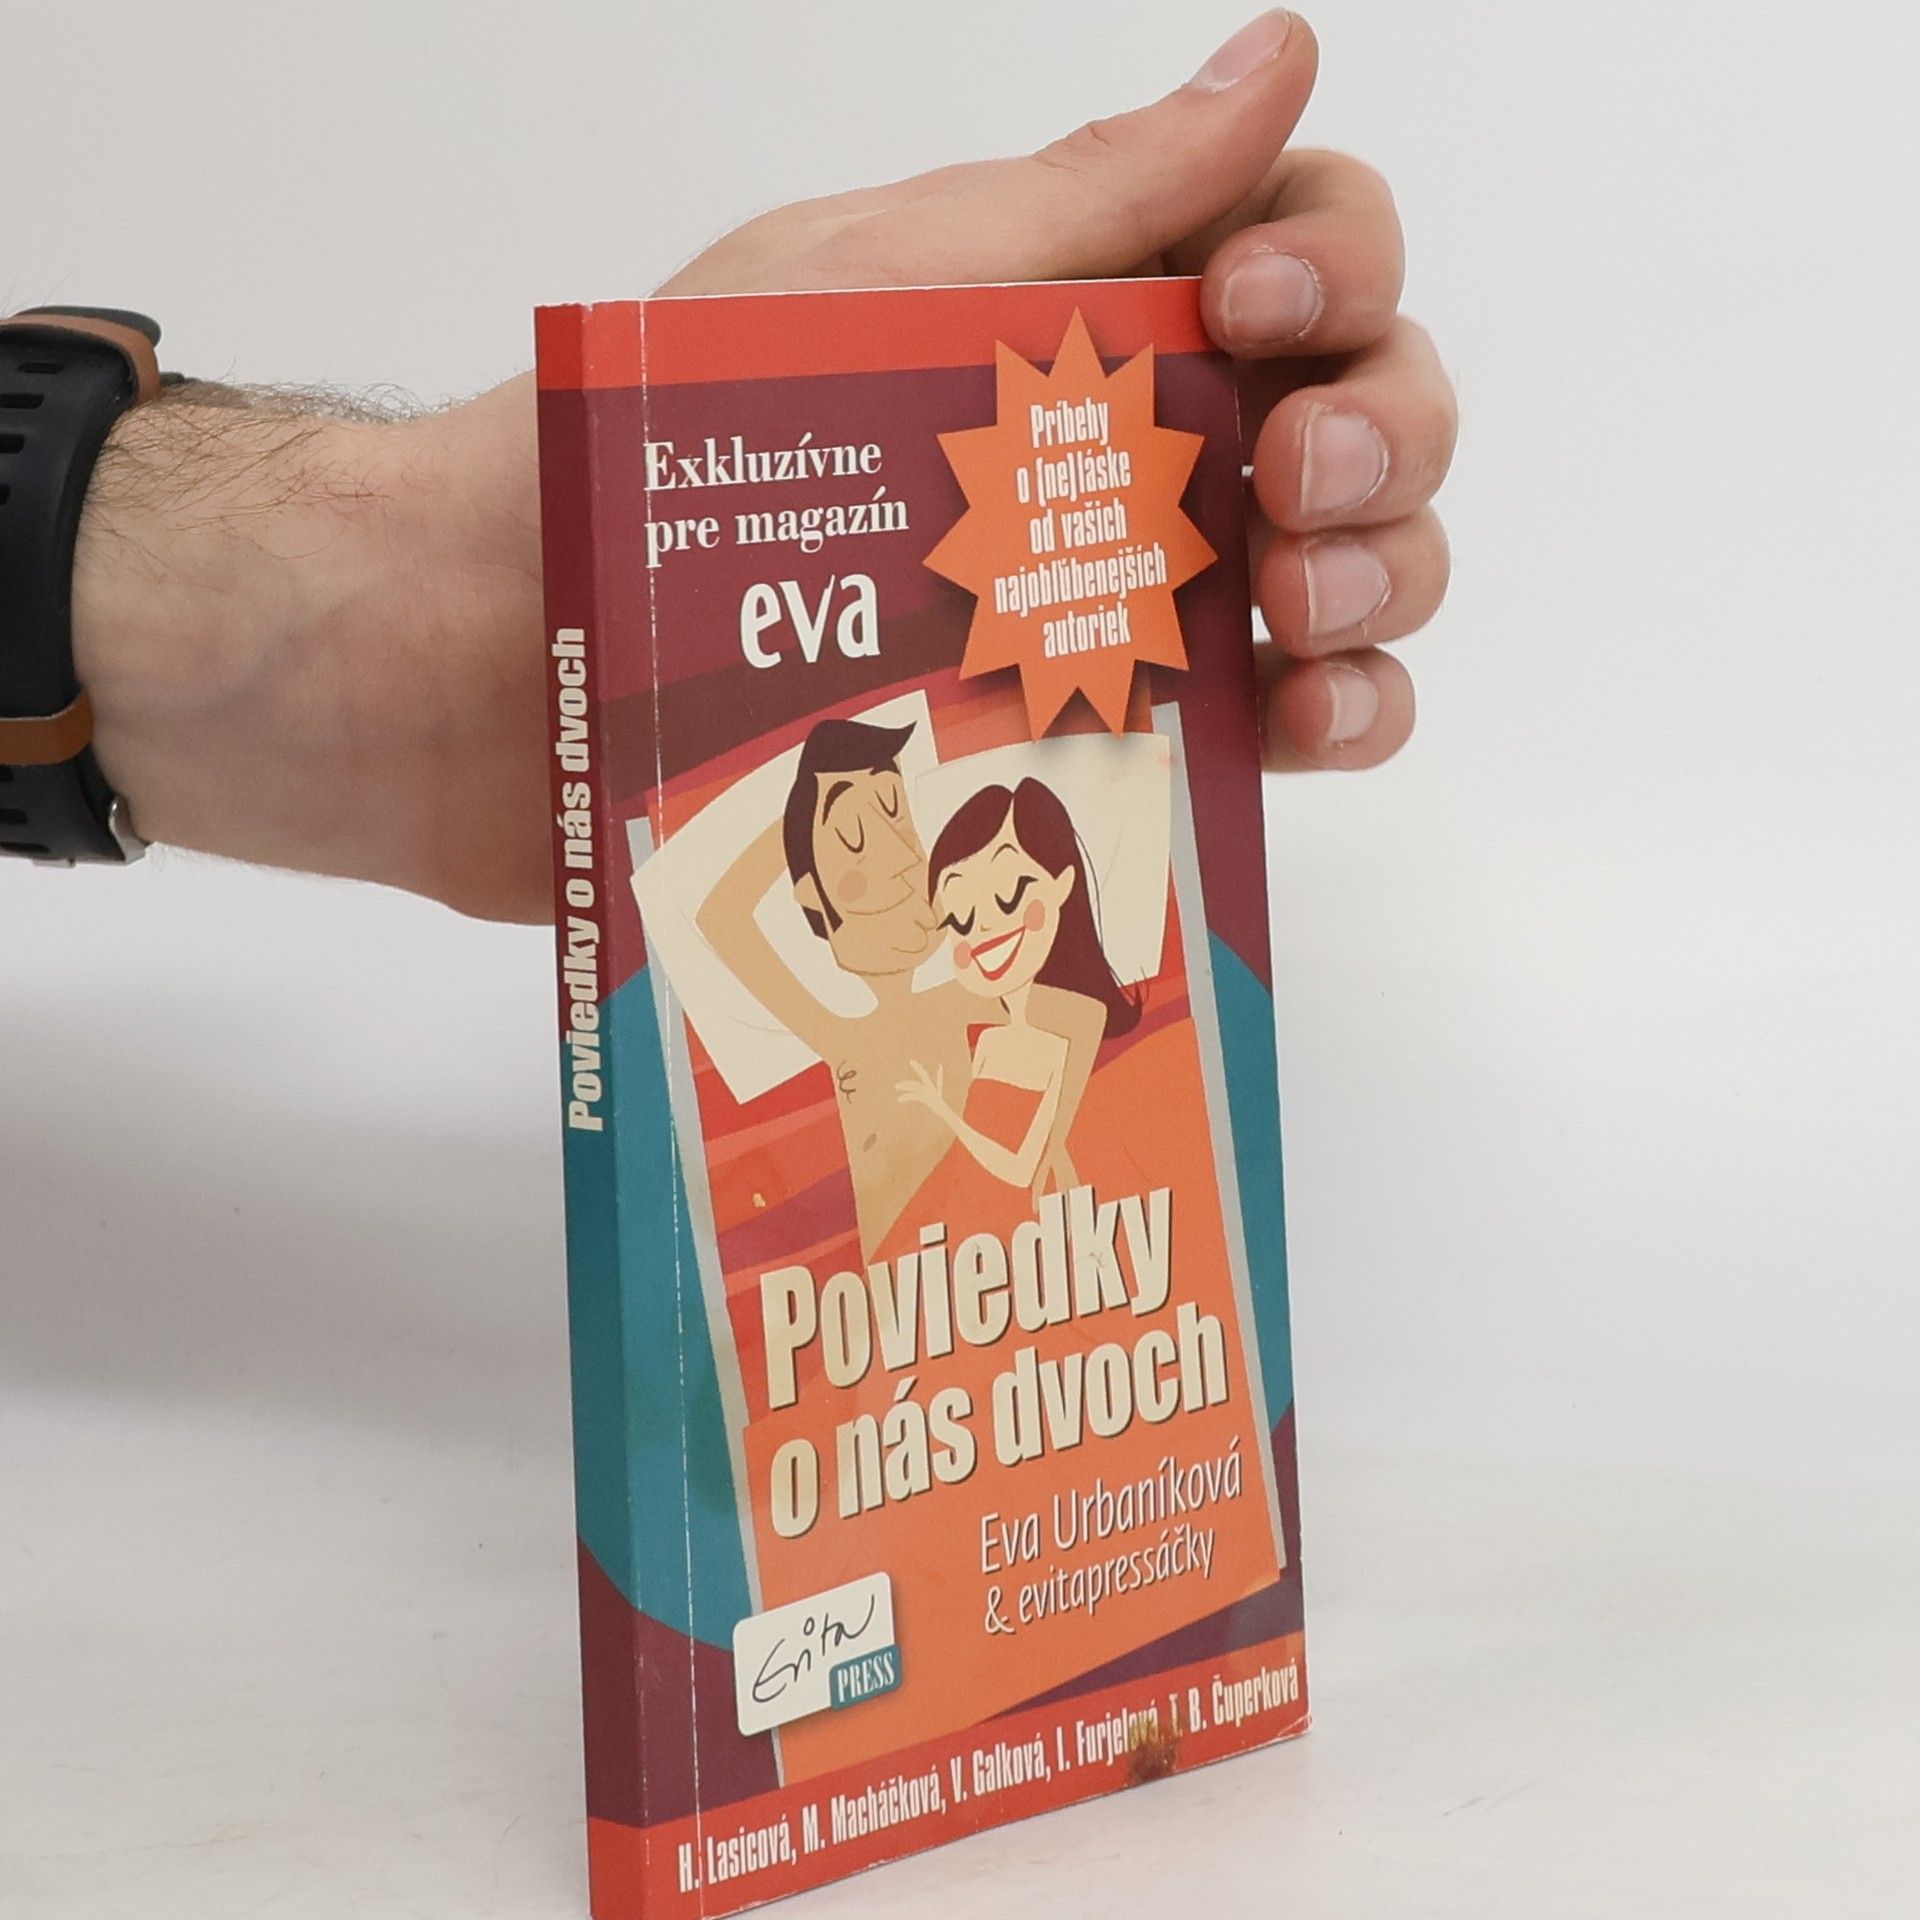 Poviedky o nás dvoch
Exkluzívne
pre magazín
eva
Príbehy
o (ne)láske
od vašich
najobľúbenejších
autoriek
Poviedky
o nás dvoch
Eva Urbaníková
& evitapressáčky
Evita
PRESS
H. Lasicová, M. Macháčková, V. Galková, I. Furjelová, T. B. Čuperková